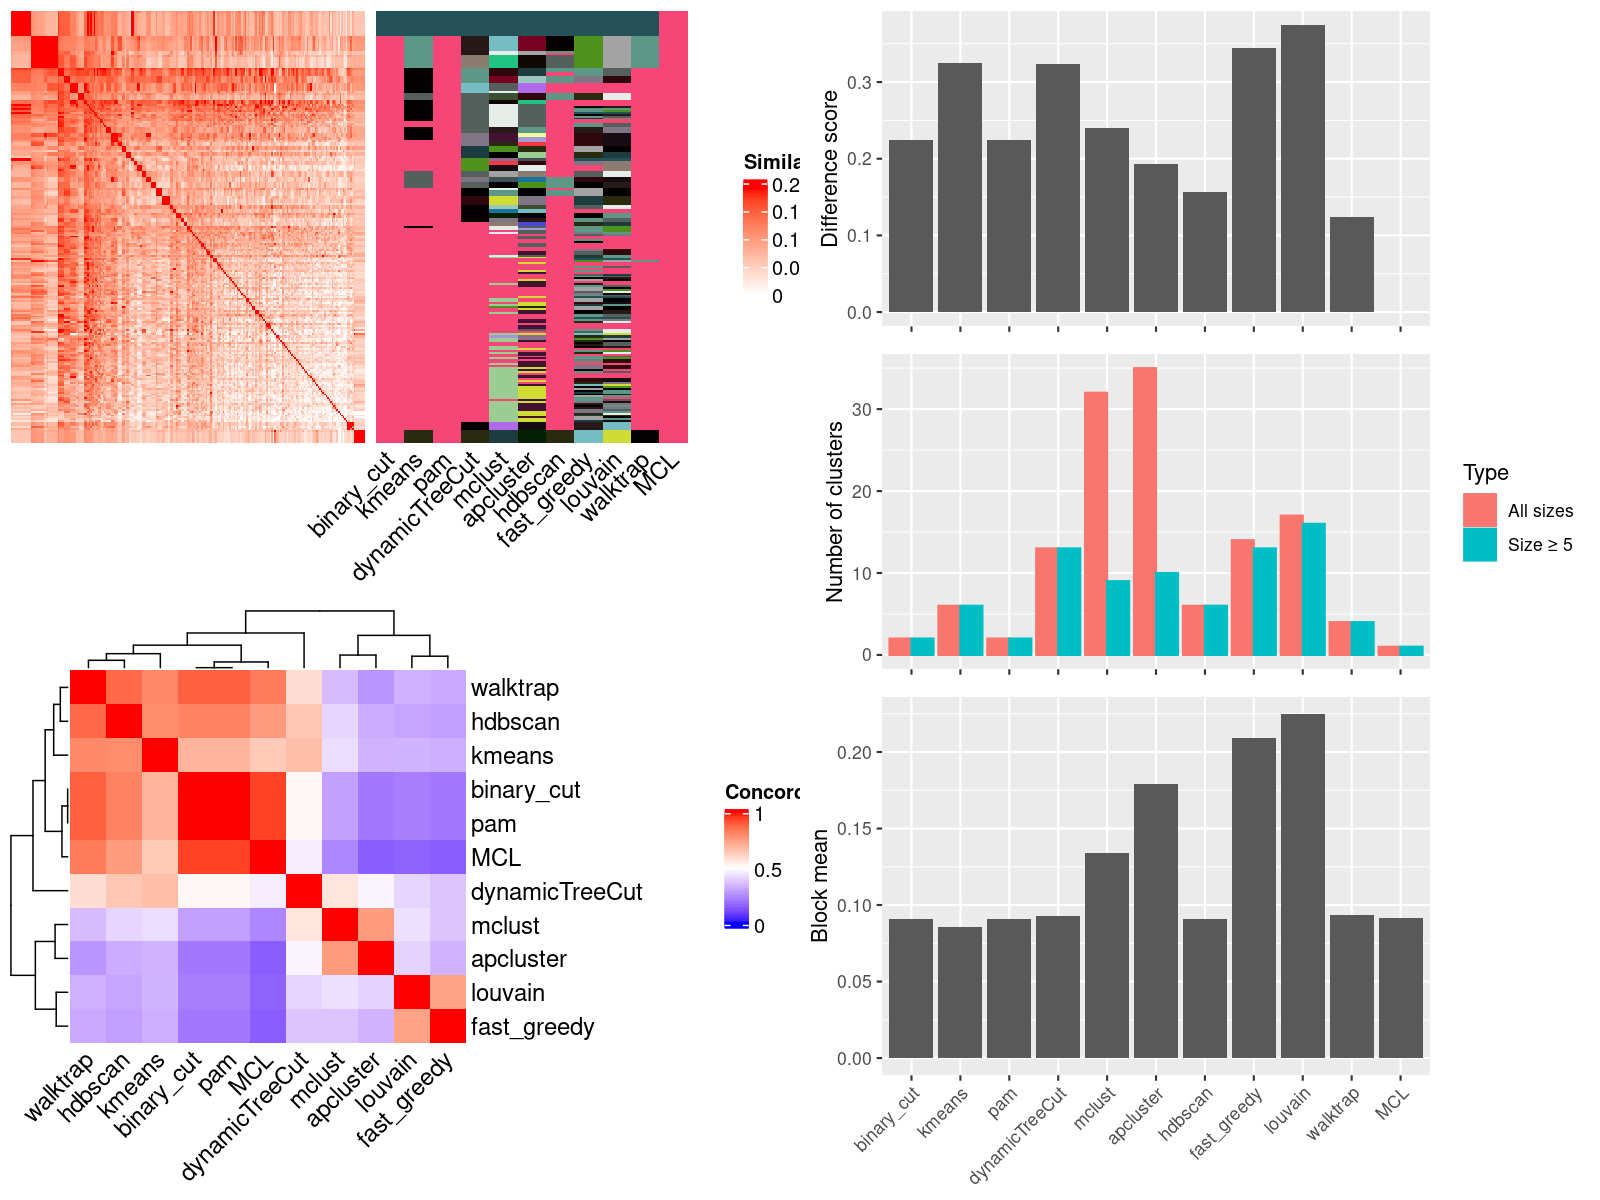 Simila
0.2
0.1
0.1
0.0
0
binary_cut
kmeans
pam
dynamicTreeCut
mclust
apcluster
hdbscan
fast_greedy
louvain
walktrap
MCL
walktrap
hdbscan
kmeans
binary_cut
pam
MCL
dynamicTreeCut
mclust
apcluster
louvain
fast_greedy
walktrap
hdbscan
kmeans
binary_cut
pam
MCL
dynamicTreeCut
mclust
apcluster
louvain
fast_greedy
Concor
1
0.5
0
Difference score
0.3
0.2
0.1
0.0
Number of clusters
30
20
10
0
Type
All sizes
Size ≥ 5
Block mean
0.20
0.15
0.10
0.05
0.00
binary_cut
kmeans
pam
dynamicTreeCut
mclust
apcluster
hdbscan
fast_greedy
louvain
walktrap
MCL